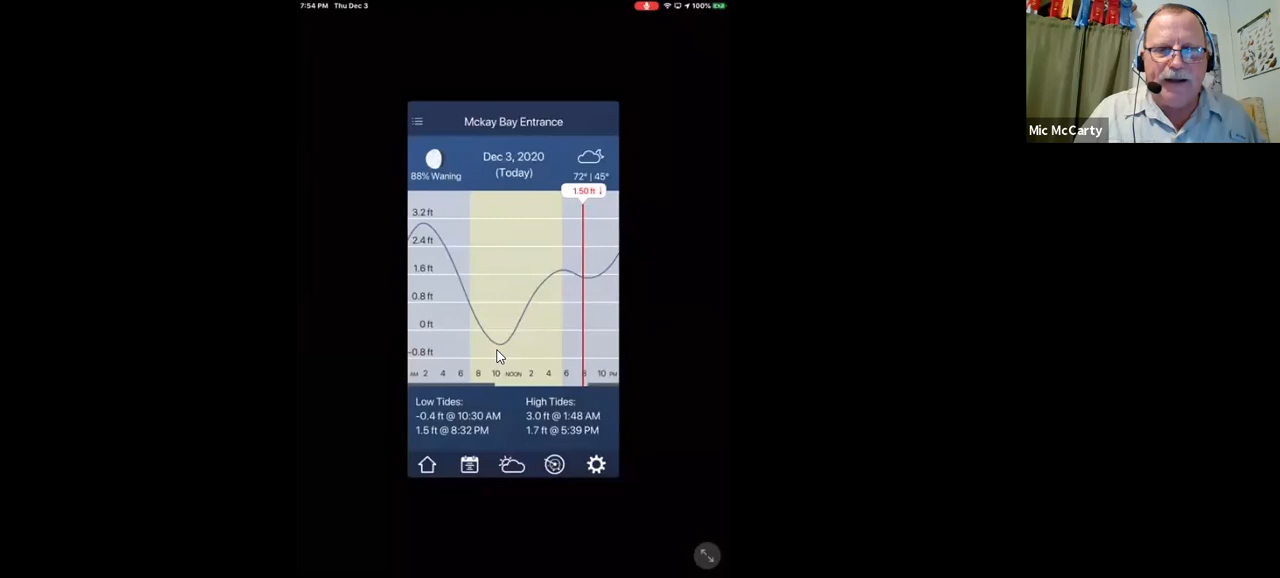 7:54 PM Thu Dec 3
100%
Mckay Bay Entrance
Dec 3, 2020
(Today)
88% Waning
72° | 45°
1.50 ft ↓
3.2 ft
2.4 ft
1.6 ft
0.8 ft
0 ft
-0.8 ft
AM 2 4 6 8 10 NOON 2 4 6 8 10 PM
Low Tides:
-0.4 ft @ 10:30 AM
1.5 ft @ 8:32 PM
High Tides:
3.0 ft @ 1:48 AM
1.7 ft @ 5:39 PM
Mic McCarty